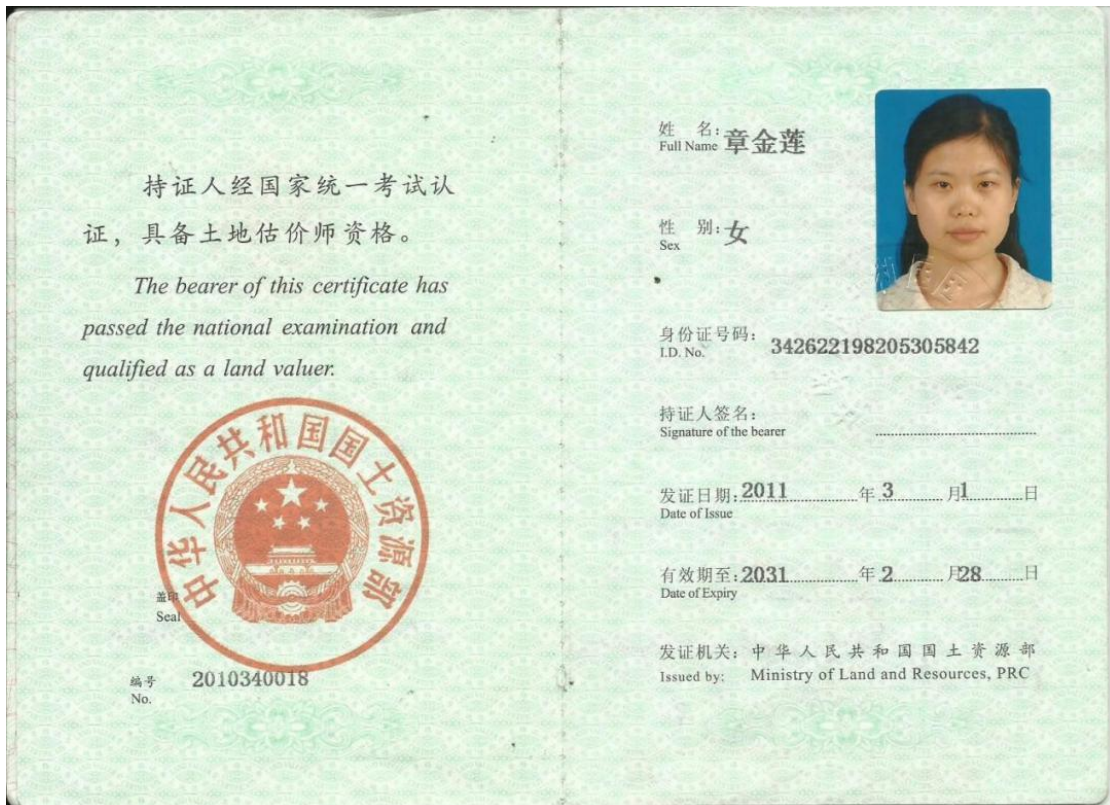 持证人经国家统一考试认
证，具备土地估价师资格。
The bearer of this certificate has
passed the national examination and
qualified as a land valuer.
中华人民共和国国土资源部
盖印
Seal
编号 2010340018
No.
姓 名: 章金莲
Full Name
性 别: 女
Sex
身份证号码: 342622198205305842
I.D. No.
持证人签名:
Signature of the bearer
发证日期: 2011 年 3 月 1 日
Date of Issue
有效期至: 2031 年 2 月 28 日
Date of Expiry
发证机关: 中华人民共和国国土资源部
Issued by: Ministry of Land and Resources, PRC